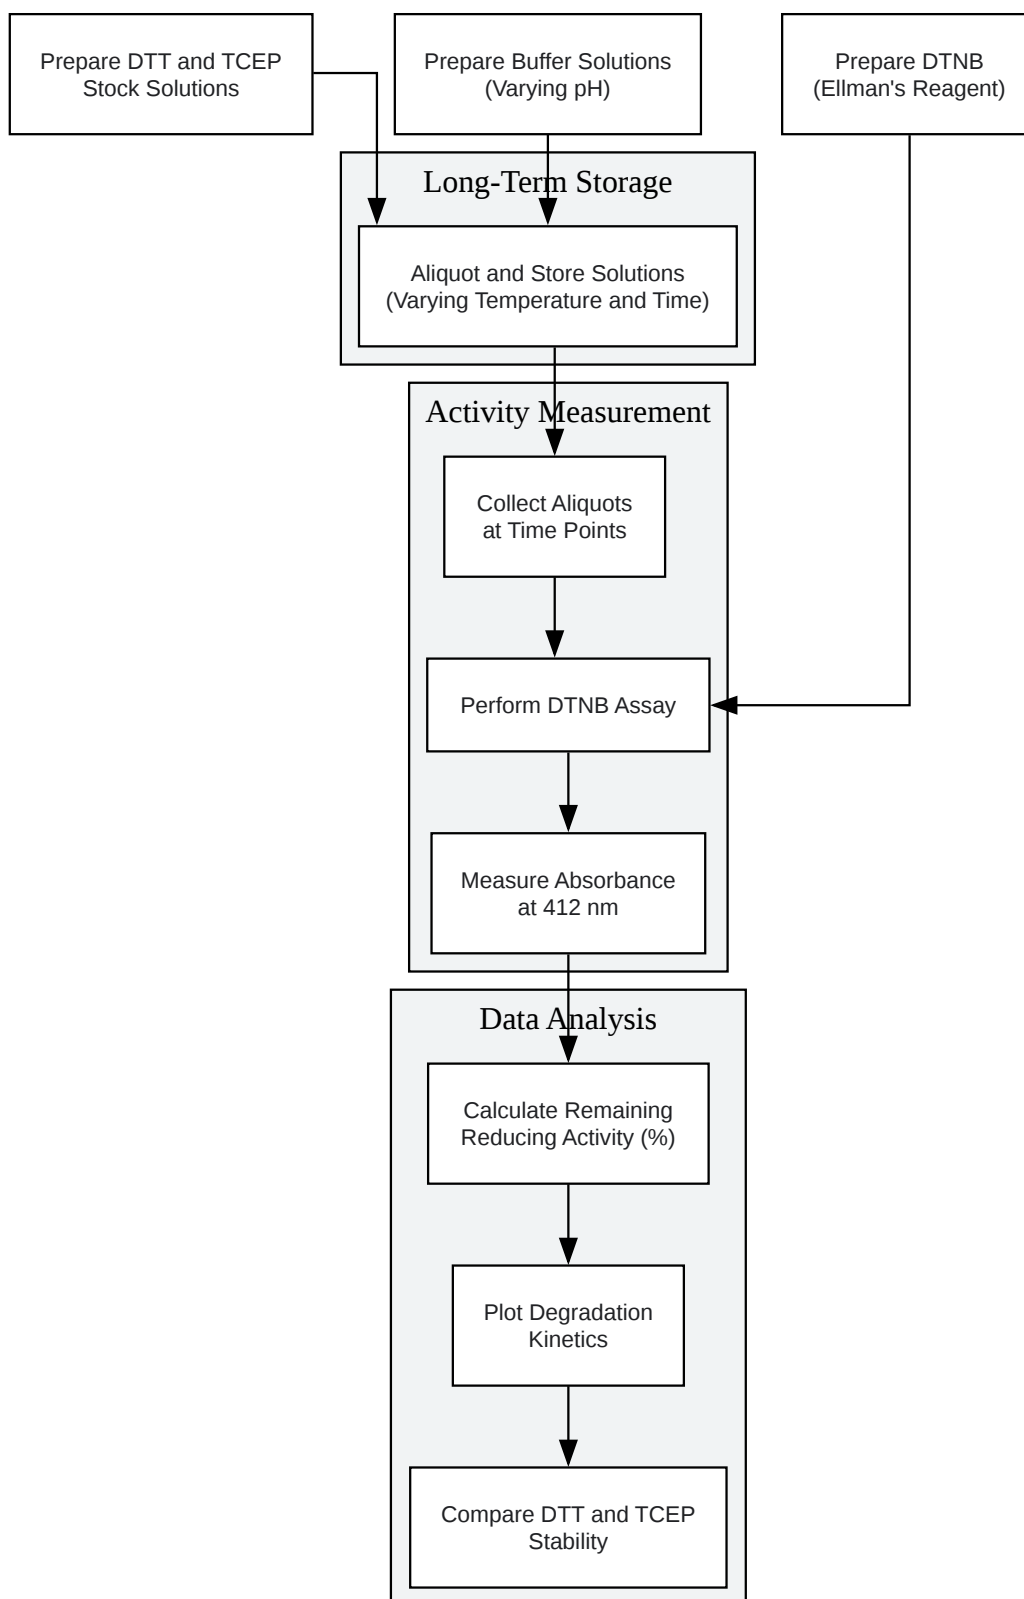 Prepare DTT and TCEP
Stock Solutions
Prepare Buffer Solutions
(Varying pH)
Prepare DTNB
(Ellman's Reagent)
Long-Term Storage
Aliquot and Store Solutions
(Varying Temperature and Time)
Activity Measurement
Collect Aliquots
at Time Points
Perform DTNB Assay
Measure Absorbance
at 412 nm
Data Analysis
Calculate Remaining
Reducing Activity (%)
Plot Degradation
Kinetics
Compare DTT and TCEP
Stability